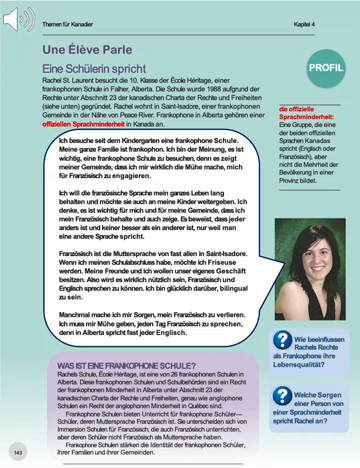 Themen für Kanadier
Kapitel 4
Une Élève Parle
Eine Schülerin spricht
Rachel St. Laurent besucht die 10. Klasse der École Héritage, einer
frankophonen Schule in Falher, Alberta. Die Schule wurde 1988 aufgrund der
Rechte unter Abschnitt 23 der kanadischen Charta der Rechte und Freiheiten
(siehe unten) gegründet. Rachel wohnt in Saint-Isadore, einer frankophonen
Gemeinde in der Nähe von Peace River. Frankophone in Alberta gehören einer
offiziellen Sprachminderheit in Kanada an.
PROFIL
die offizielle
Sprachminderheit:
Eine Gruppe, die eine
der beiden offiziellen
Sprachen Kanadas
spricht (Englisch oder
Französisch), aber
nicht die Mehrheit der
Bevölkerung in einer
Provinz bildet.
Ich besuche seit dem Kindergarten eine frankophone Schule.
Meine ganze Familie ist frankophon. Ich bin der Meinung, es ist
wichtig, eine frankophone Schule zu besuchen, denn es zeigt
meiner Gemeinde, dass ich mir wirklich die Mühe mache, mich
für Französisch zu engagieren.
Ich will die französische Sprache mein ganzes Leben lang
behalten und möchte sie auch an meine Kinder weitergeben. Ich
denke, es ist wichtig für mich und für meine Gemeinde, dass ich
mein Französisch behalte und auch zeige. Es beweist, dass jeder
anders ist und keiner besser als ein anderer ist, nur weil man
eine andere Sprache spricht.
Französisch ist die Muttersprache von fast allen in Saint-Isadore.
Wenn ich meinen Schulabschluss habe, möchte ich Friseuse
werden. Meine Freunde und ich wollen unser eigenes Geschäft
besitzen. Also wird es wirklich nützlich sein, Französisch und
Englisch sprechen zu können. Ich bin glücklich darüber, bilingual
zu sein.
Manchmal mache ich mir Sorgen, mein Französisch zu verlieren.
Ich muss mir Mühe geben, jeden Tag Französisch zu sprechen,
denn in Alberta spricht fast jeder Englisch.
Wie beeinflussen
Rachels Rechte
als Frankophone ihre
Lebensqualität?
Welche Sorgen
einer Person von
einer Sprachminderheit
spricht Rachel an?
WAS IST EINE FRANKOPHONE SCHULE?
Rachels Schule, École Héritage, ist eine von 26 frankophonen Schulen in
Alberta. Diese frankophonen Schulen und Schulbehörden sind ein Recht
der frankophonen Minderheit in Alberta unter Abschnitt 23 der
kanadischen Charta der Rechte und Freiheiten, genau wie anglophone
Schulen ein Recht der anglophonen Minderheit in Québec sind.
Frankophone Schulen bieten Unterricht für frankophone Schüler—
Schüler, deren Muttersprache Französisch ist. Sie unterscheiden sich von
Immersion Schulen für Französisch, die auch Französisch unterrichten,
aber deren Schüler nicht Französisch als Muttersprache haben.
Frankophone Schulen stärken die Identität der frankophonen Schüler,
ihrer Familien und ihrer Gemeinden.
143